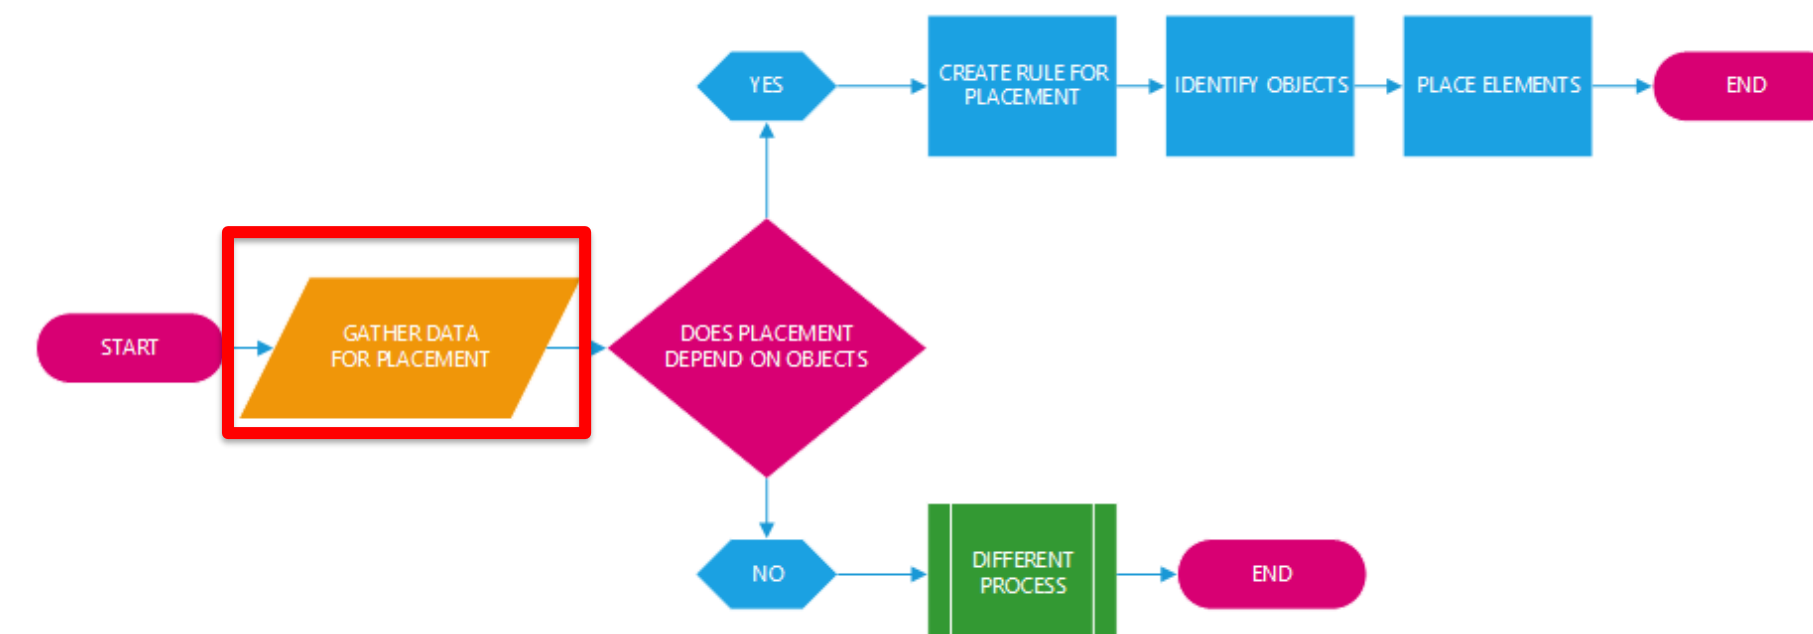 YES
CREATE RULE FOR
PLACEMENT
IDENTIFY OBJECTS
PLACE ELEMENTS
END
START
GATHER DATA
FOR PLACEMENT
DOES PLACEMENT
DEPEND ON OBJECTS
NO
DIFFERENT
PROCESS
END